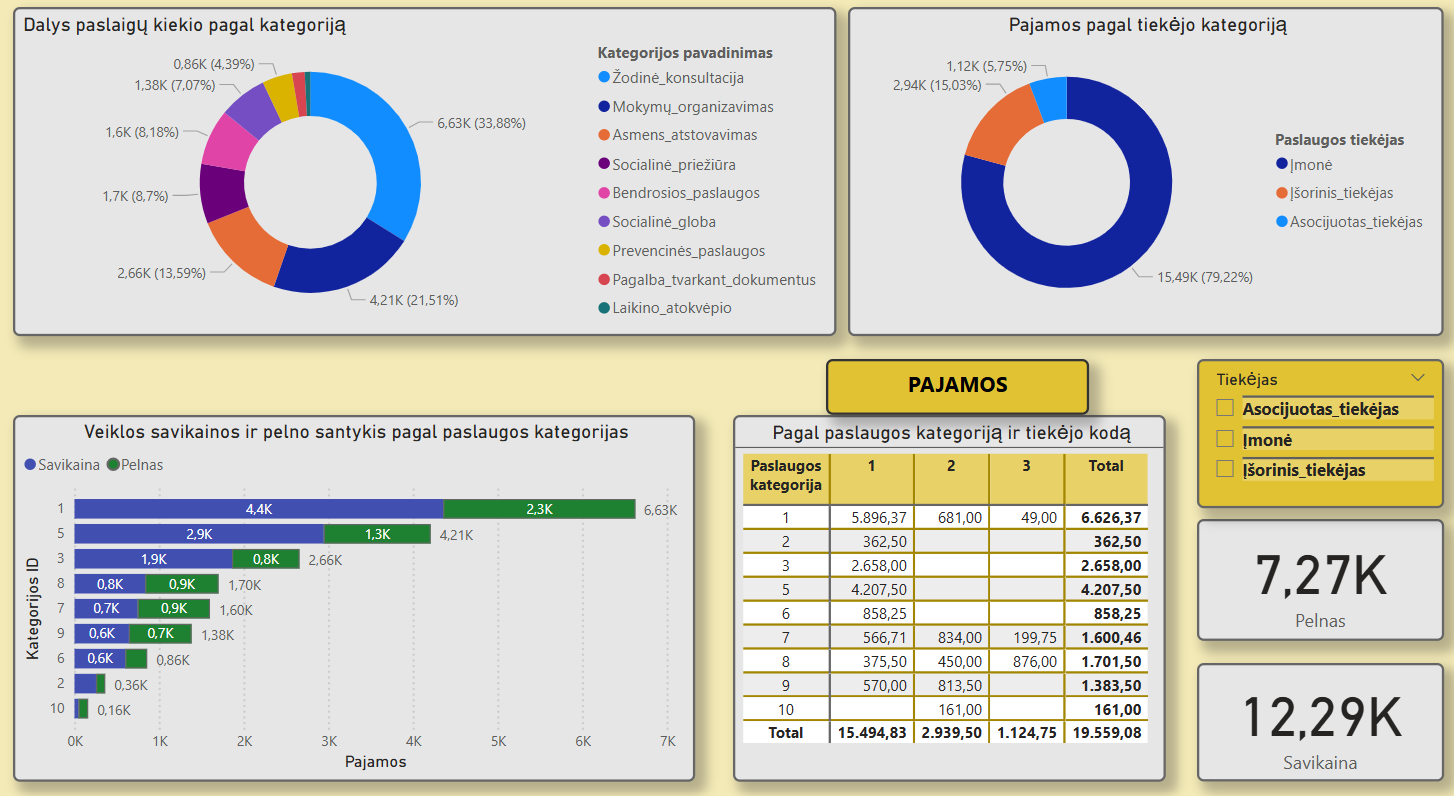 Dalys paslaigų kiekio pagal kategoriją
0,86K (4,39%)
1,38K (7,07%)
1,6K (8,18%)
1,7K (8,7%)
2,66K (13,59%)
4,21K (21,51%)
6,63K (33,88%)
Kategorijos pavadinimas
Žodinė_konsultacija
Mokymų_organizavimas
Asmens_atstovavimas
Socialinė_priežiūra
Bendrosios_paslaugos
Socialinė_globa
Prevencinės_paslaugos
Pagalba_tvarkant_dokumentus
Laikino_atokvėpio
Pajamos pagal tiekėjo kategoriją
1,12K (5,75%)
2,94K (15,03%)
15,49K (79,22%)
Paslaugos tiekėjas
Įmonė
Įšorinis_tiekėjas
Asocijuotas_tiekėjas
Veiklos savikainos ir pelno santykis pagal paslaugos kategorijas
Savikaina Pelnas
Kategorijos ID
1 4,4K 2,3K 6,63K
5 2,9K 1,3K 4,21K
3 1,9K 0,8K 2,66K
8 0,8K 0,9K 1,70K
7 0,7K 0,9K 1,60K
9 0,6K 0,7K 1,38K
6 0,6K 0,86K
2 0,36K
10 0,16K
0K 1K 2K 3K 4K 5K 6K 7K
Pajamos
PAJAMOS
Pagal paslaugos kategoriją ir tiekėjo kodą
Paslaugos kategorija 1 2 3 Total
1 5.896,37 681,00 49,00 6.626,37
2 362,50 362,50
3 2.658,00 2.658,00
5 4.207,50 4.207,50
6 858,25 858,25
7 566,71 834,00 199,75 1.600,46
8 375,50 450,00 876,00 1.701,50
9 570,00 813,50 1.383,50
10 161,00 161,00
Total 15.494,83 2.939,50 1.124,75 19.559,08
Tiekėjas
Asocijuotas_tiekėjas
Įmonė
Įšorinis_tiekėjas
7,27K
Pelnas
12,29K
Savikaina